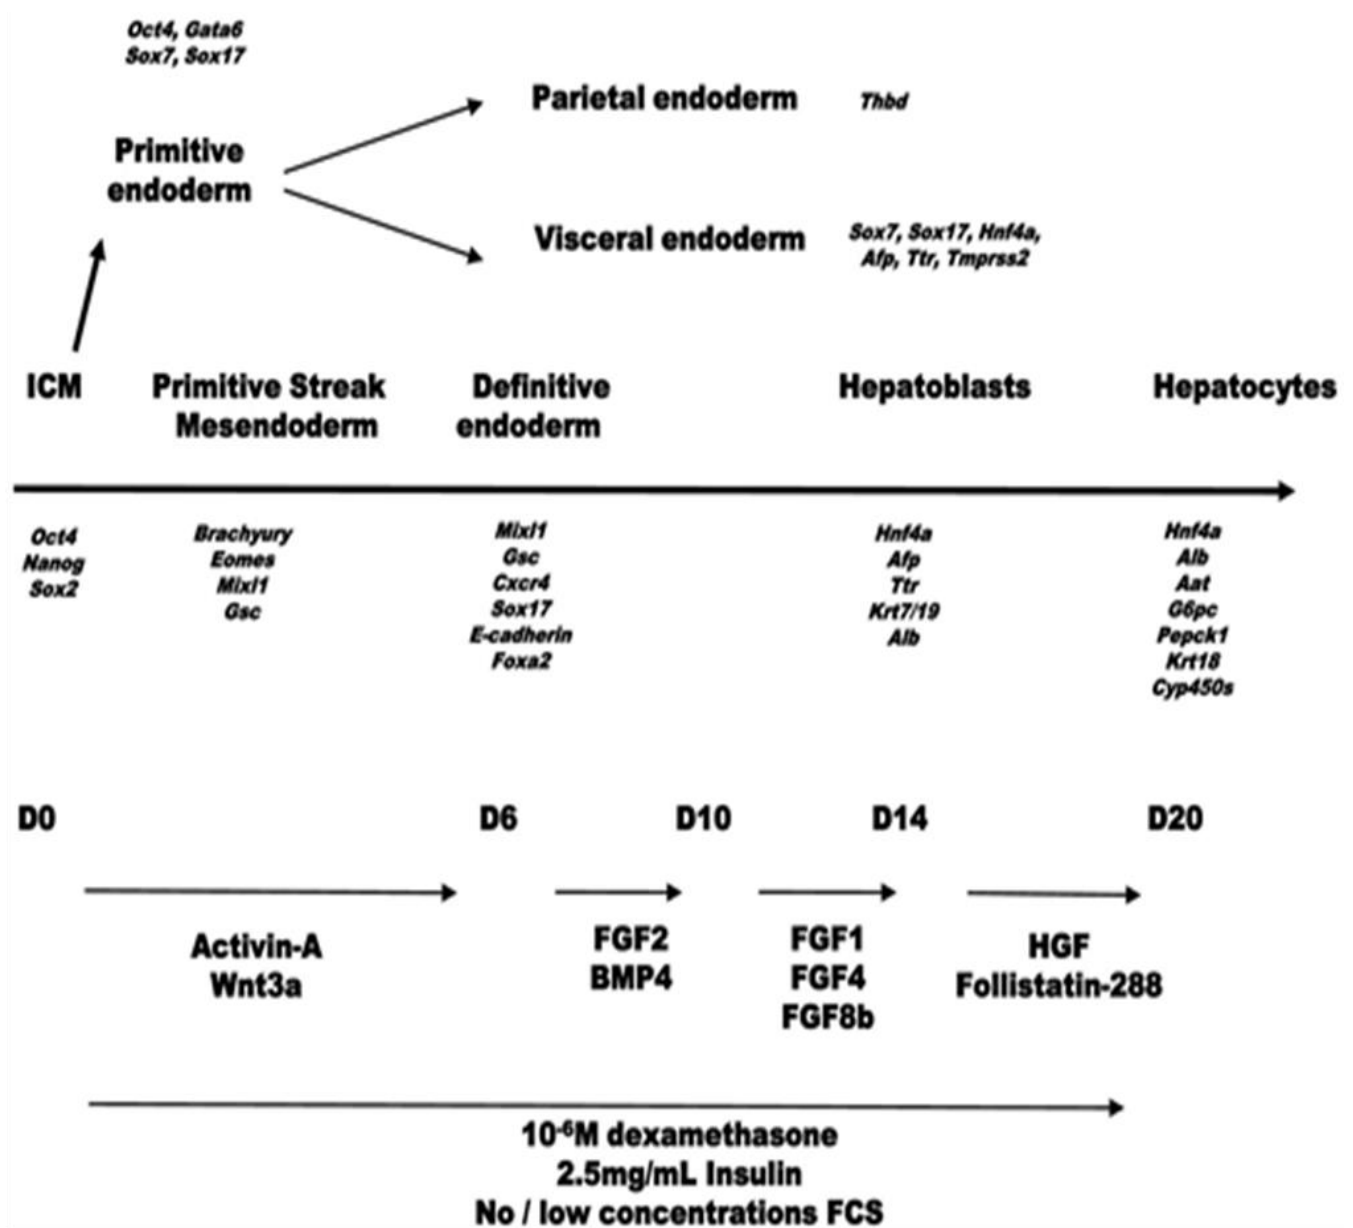 Oct4, Gata6
Sox7, Sox17
Parietal endoderm
Thbd
Primitive
endoderm
Visceral endoderm
Sox7, Sox17, Hnf4a,
Afp, Ttr, Tmprss2
ICM
Primitive Streak
Mesendoderm
Definitive
endoderm
Hepatoblasts
Hepatocytes
Oct4
Nanog
Sox2
Brachyury
Eomes
Mixl1
Gsc
Mixl1
Gsc
Cxcr4
Sox17
E-cadherin
Foxa2
Hnf4a
Afp
Ttr
Krt7/19
Alb
Hnf4a
Alb
Aat
G6pc
Pepck1
Krt18
Cyp450s
D0
D6
D10
D14
D20
Activin-A
Wnt3a
FGF2
BMP4
FGF1
FGF4
FGF8b
HGF
Follistatin-288
10⁻⁶M dexamethasone
2.5mg/mL Insulin
No / low concentrations FCS